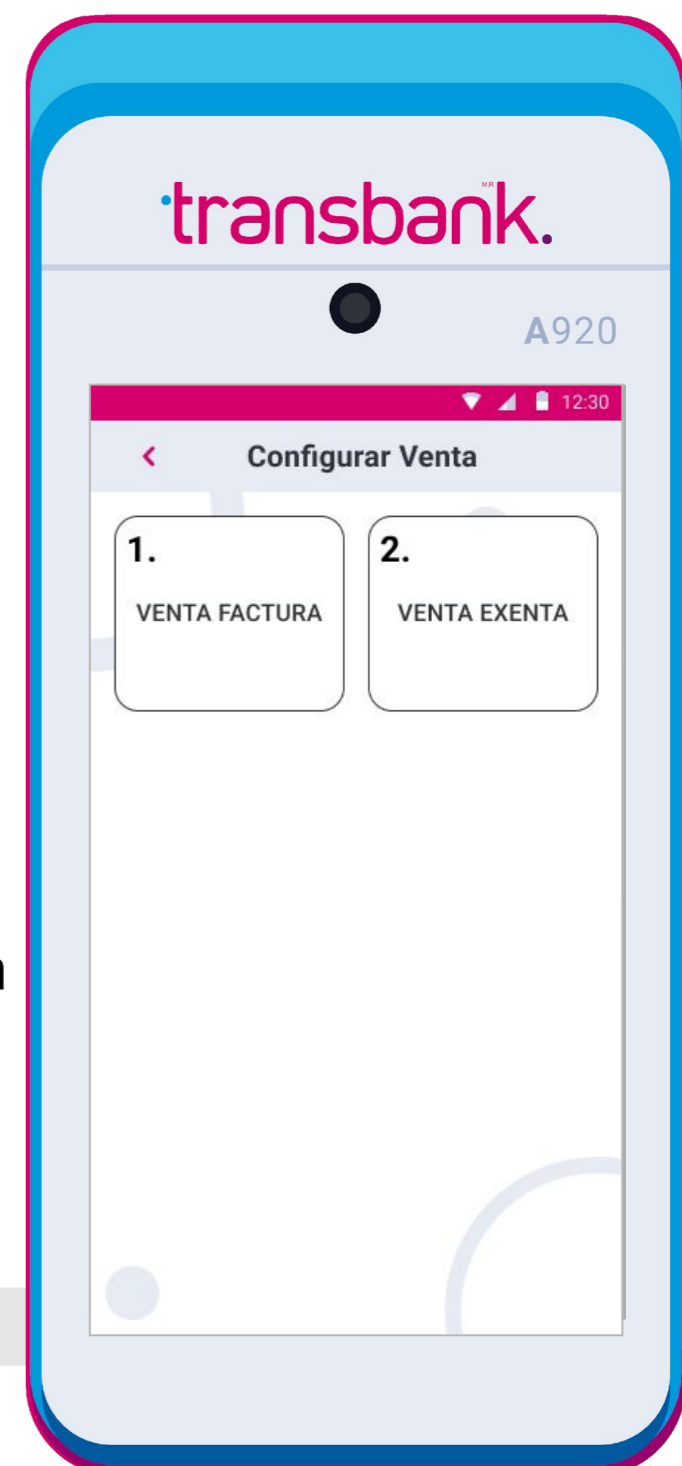 transbank.
M.R.
A920
12:30
Configurar Venta
1.
VENTA FACTURA
2.
VENTA EXENTA